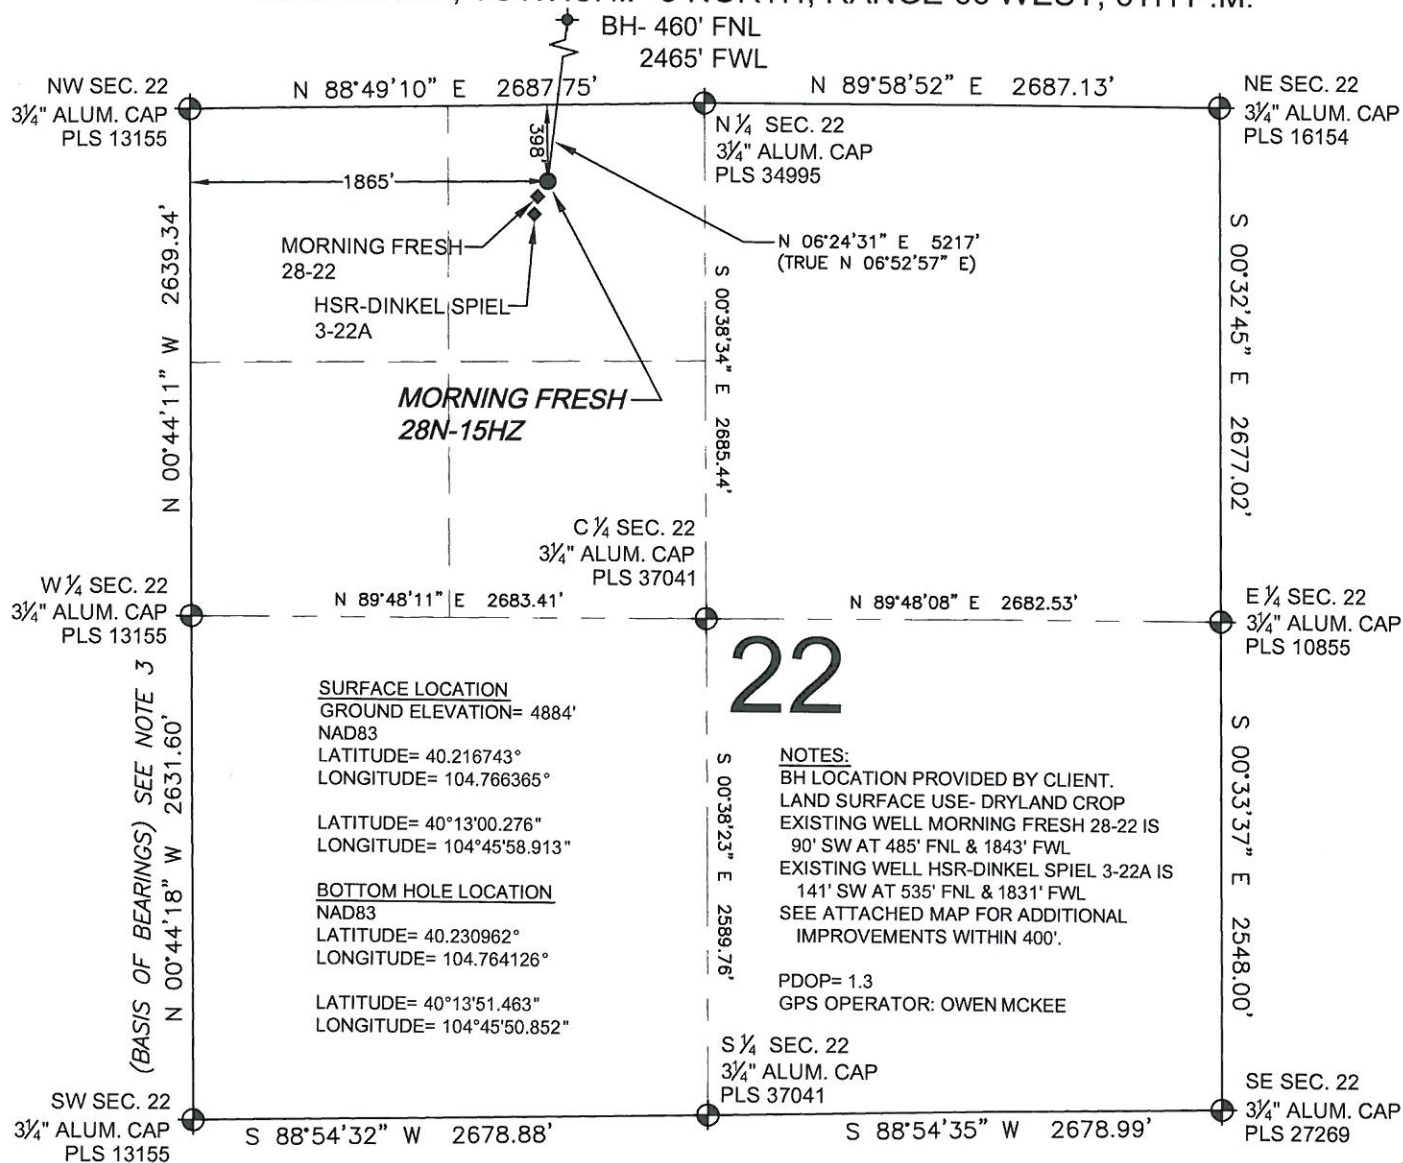 BH- 460' FNL
2465' FWL
NW SEC. 22
3¼" ALUM. CAP
PLS 13155
N 88°49'10" E 2687.75'
N 89°58'52" E 2687.13'
NE SEC. 22
3¼" ALUM. CAP
PLS 16154
N ¼ SEC. 22
3¼" ALUM. CAP
PLS 34995
398'
1865'
MORNING FRESH
28-22
HSR-DINKEL SPIEL
3-22A
N 06°24'31" E 5217'
(TRUE N 06°52'57" E)
MORNING FRESH
28N-15HZ
N 00°44'11" W 2639.34'
S 00°38'34" E 2685.44'
S 00°32'45" E 2677.02'
C ¼ SEC. 22
3¼" ALUM. CAP
PLS 37041
W ¼ SEC. 22
3¼" ALUM. CAP
PLS 13155
N 89°48'11" E 2683.41'
N 89°48'08" E 2682.53'
E ¼ SEC. 22
3¼" ALUM. CAP
PLS 10855
22
(BASIS OF BEARINGS) SEE NOTE 3
N 00°44'18" W 2631.60'
SURFACE LOCATION
GROUND ELEVATION= 4884'
NAD83
LATITUDE= 40.216743°
LONGITUDE= 104.766365°
LATITUDE= 40°13'00.276"
LONGITUDE= 104°45'58.913"
BOTTOM HOLE LOCATION
NAD83
LATITUDE= 40.230962°
LONGITUDE= 104.764126°
LATITUDE= 40°13'51.463"
LONGITUDE= 104°45'50.852"
S 00°38'23" E 2589.76'
NOTES:
BH LOCATION PROVIDED BY CLIENT.
LAND SURFACE USE- DRYLAND CROP
EXISTING WELL MORNING FRESH 28-22 IS
90' SW AT 485' FNL & 1843' FWL
EXISTING WELL HSR-DINKEL SPIEL 3-22A IS
141' SW AT 535' FNL & 1831' FWL
SEE ATTACHED MAP FOR ADDITIONAL
IMPROVEMENTS WITHIN 400'.
PDOP= 1.3
GPS OPERATOR: OWEN MCKEE
S 00°33'37" E 2548.00'
S ¼ SEC. 22
3¼" ALUM. CAP
PLS 37041
SW SEC. 22
3¼" ALUM. CAP
PLS 13155
S 88°54'32" W 2678.88'
S 88°54'35" W 2678.99'
SE SEC. 22
3¼" ALUM. CAP
PLS 27269